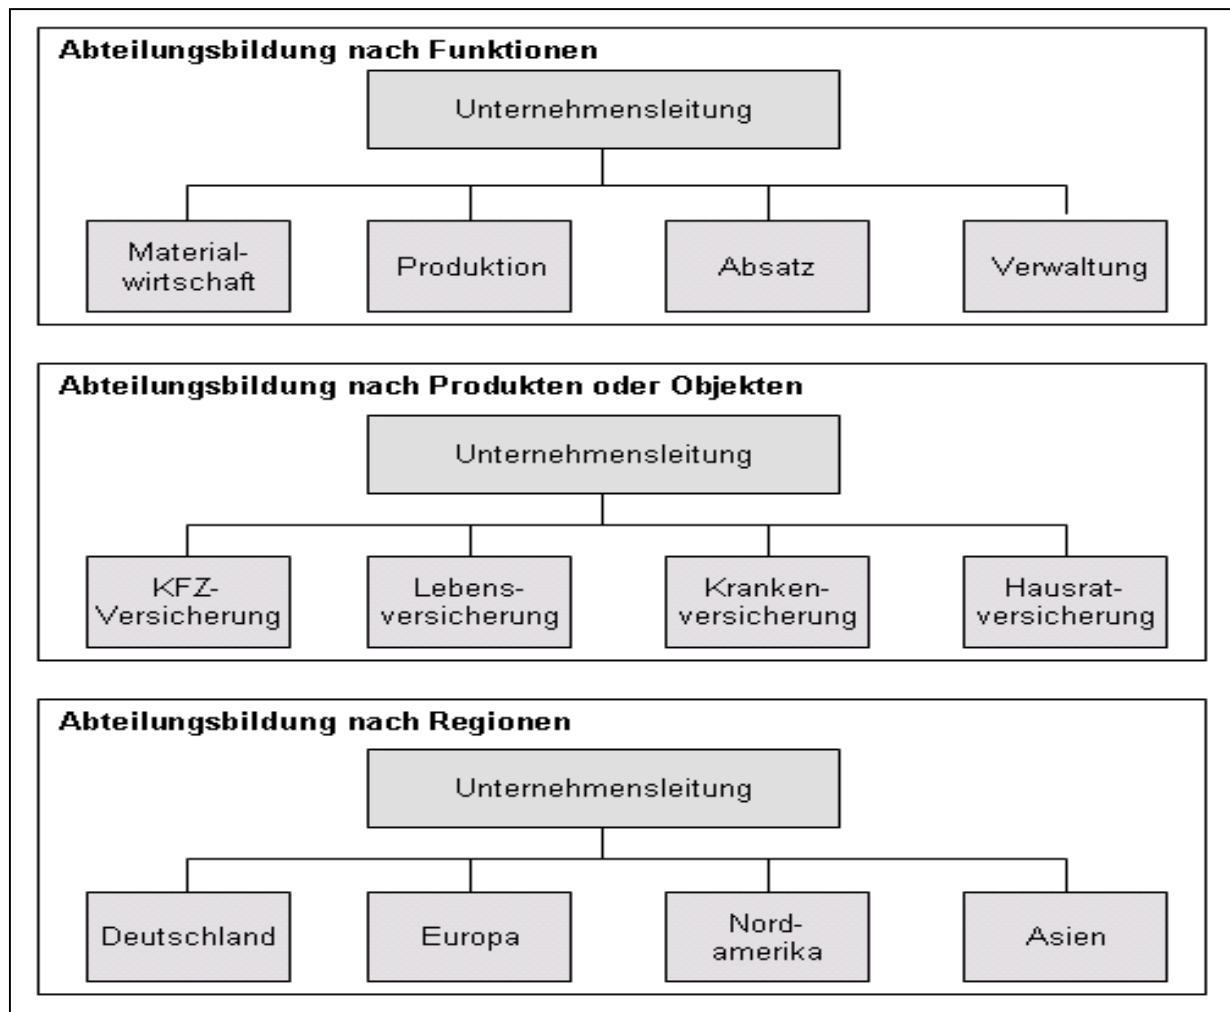 Abteilungsbildung nach Funktionen
Unternehmensleitung
Material-
wirtschaft
Produktion
Absatz
Verwaltung
Abteilungsbildung nach Produkten oder Objekten
Unternehmensleitung
KFZ-
Versicherung
Lebens-
versicherung
Kranken-
versicherung
Hausrat-
versicherung
Abteilungsbildung nach Regionen
Unternehmensleitung
Deutschland
Europa
Nord-
amerika
Asien